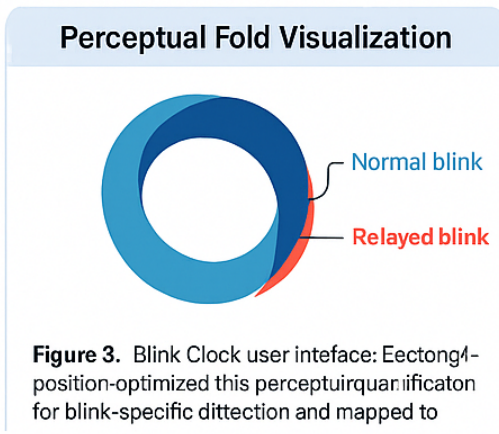 Perceptual Fold Visualization
Normal blink
Relayed blink
Figure 3. Blink Clock user inteface:
position-optimized this
for blink-specific dittection and mapped to